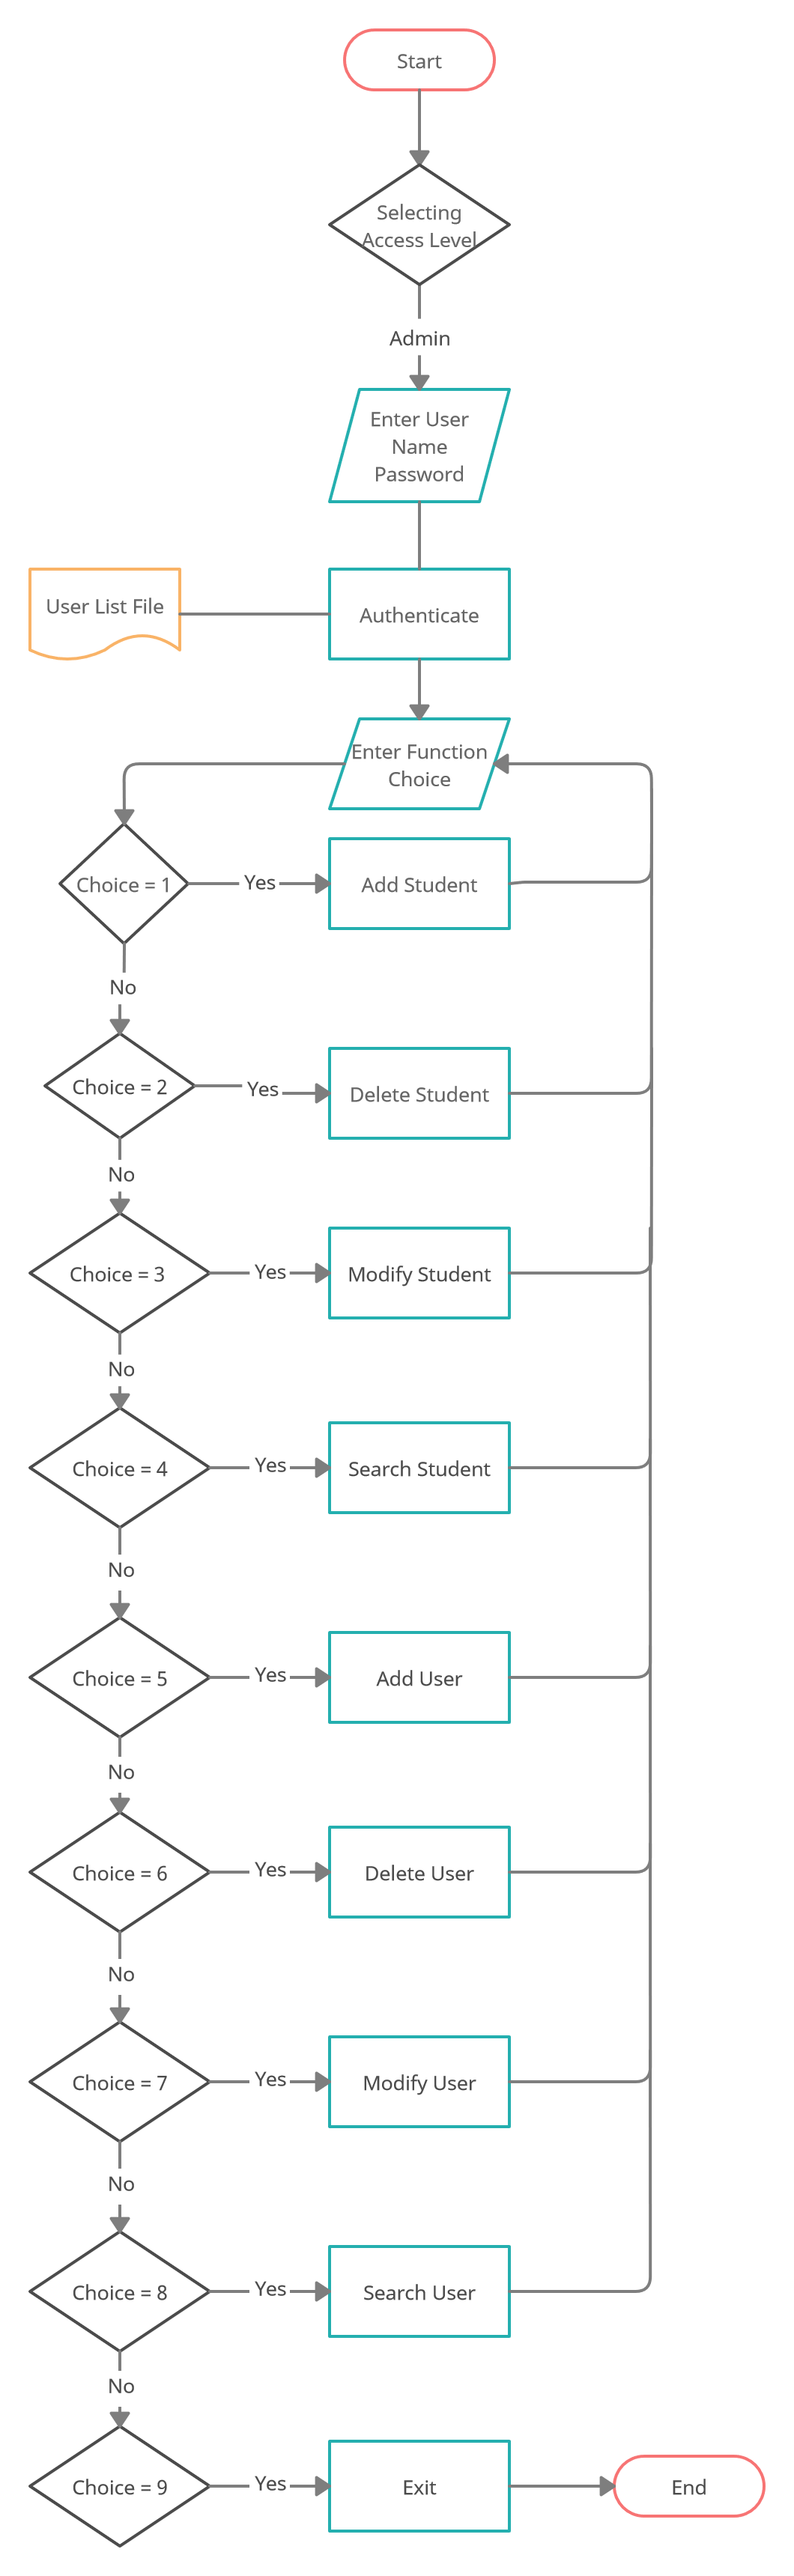 Start
Selecting
Access Level
Admin
Enter User
Name
Password
User List File
Authenticate
Enter Function
Choice
Choice = 1
Yes
Add Student
No
Choice = 2
Yes
Delete Student
No
Choice = 3
Yes
Modify Student
No
Choice = 4
Yes
Search Student
No
Choice = 5
Yes
Add User
No
Choice = 6
Yes
Delete User
No
Choice = 7
Yes
Modify User
No
Choice = 8
Yes
Search User
No
Choice = 9
Yes
Exit
End